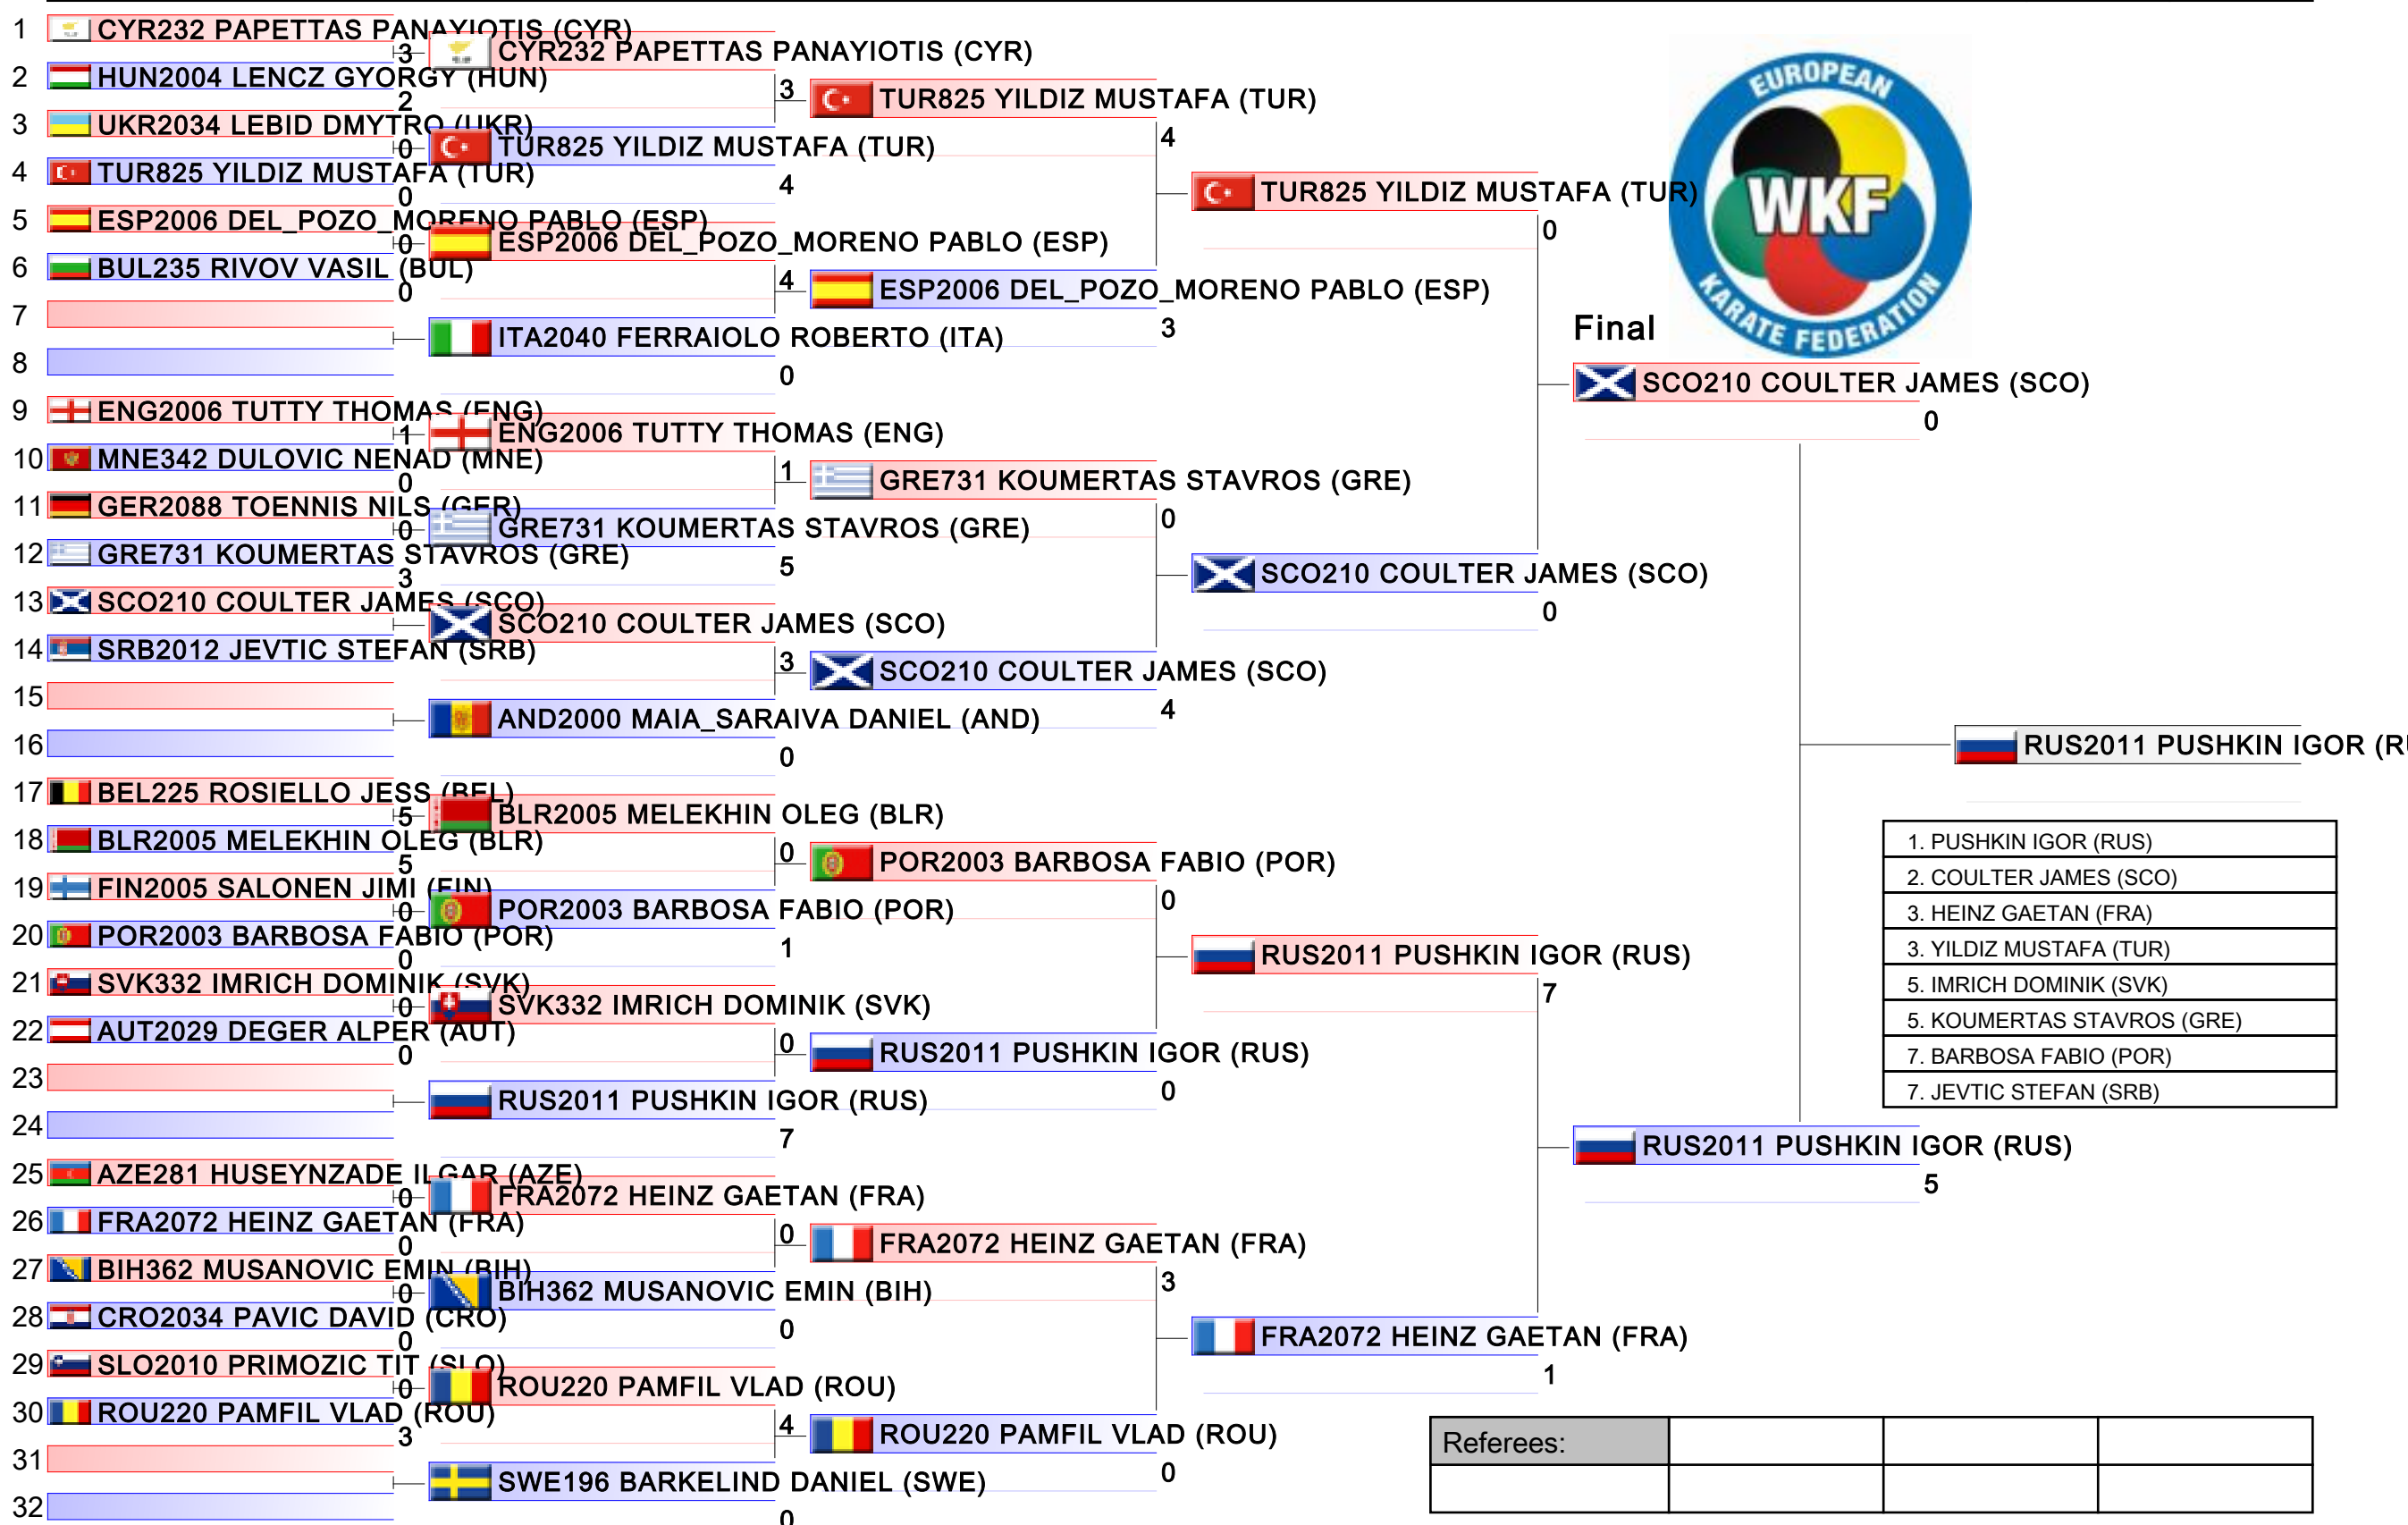 1 CYR232 PAPETTAS PANAYIOTIS (CYR)
3
2 HUN2004 LENCZ GYORGY (HUN)
2
3 UKR2034 LEBID DMYTRO (UKR)
0
4 TUR825 YILDIZ MUSTAFA (TUR)
0
5 ESP2006 DEL_POZO_MORENO PABLO (ESP)
0
6 BUL235 RIVOV VASIL (BUL)
0
7
8
9 ENG2006 TUTTY THOMAS (ENG)
1
10 MNE342 DULOVIC NENAD (MNE)
0
11 GER2088 TOENNIS NILS (GER)
0
12 GRE731 KOUMERTAS STAVROS (GRE)
3
13 SCO210 COULTER JAMES (SCO)
14 SRB2012 JEVTIC STEFAN (SRB)
15
16
17 BEL225 ROSIELLO JESS (BEL)
5
18 BLR2005 MELEKHIN OLEG (BLR)
5
19 FIN2005 SALONEN JIMI (FIN)
0
20 POR2003 BARBOSA FABIO (POR)
0
21 SVK332 IMRICH DOMINIK (SVK)
0
22 AUT2029 DEGER ALPER (AUT)
0
23
24
25 AZE281 HUSEYNZADE ILGAR (AZE)
0
26 FRA2072 HEINZ GAETAN (FRA)
0
27 BIH362 MUSANOVIC EMIN (BIH)
0
28 CRO2034 PAVIC DAVID (CRO)
0
29 SLO2010 PRIMOZIC TIT (SLO)
0
30 ROU220 PAMFIL VLAD (ROU)
3
31
32
CYR232 PAPETTAS PANAYIOTIS (CYR)
3
TUR825 YILDIZ MUSTAFA (TUR)
4
ESP2006 DEL_POZO_MORENO PABLO (ESP)
4
ITA2040 FERRAIOLO ROBERTO (ITA)
0
ENG2006 TUTTY THOMAS (ENG)
1
GRE731 KOUMERTAS STAVROS (GRE)
5
SCO210 COULTER JAMES (SCO)
3
AND2000 MAIA_SARAIVA DANIEL (AND)
0
BLR2005 MELEKHIN OLEG (BLR)
0
POR2003 BARBOSA FABIO (POR)
1
SVK332 IMRICH DOMINIK (SVK)
0
RUS2011 PUSHKIN IGOR (RUS)
7
FRA2072 HEINZ GAETAN (FRA)
0
BIH362 MUSANOVIC EMIN (BIH)
0
ROU220 PAMFIL VLAD (ROU)
4
SWE196 BARKELIND DANIEL (SWE)
0
TUR825 YILDIZ MUSTAFA (TUR)
4
ESP2006 DEL_POZO_MORENO PABLO (ESP)
3
GRE731 KOUMERTAS STAVROS (GRE)
0
SCO210 COULTER JAMES (SCO)
4
POR2003 BARBOSA FABIO (POR)
0
RUS2011 PUSHKIN IGOR (RUS)
0
FRA2072 HEINZ GAETAN (FRA)
3
ROU220 PAMFIL VLAD (ROU)
0
TUR825 YILDIZ MUSTAFA (TUR)
0
SCO210 COULTER JAMES (SCO)
0
RUS2011 PUSHKIN IGOR (RUS)
7
FRA2072 HEINZ GAETAN (FRA)
1
EUROPEAN
WKF
KARATE FEDERATION
Final
SCO210 COULTER JAMES (SCO)
0
RUS2011 PUSHKIN IGOR (RUS)
5
RUS2011 PUSHKIN IGOR (RU
1. PUSHKIN IGOR (RUS)
2. COULTER JAMES (SCO)
3. HEINZ GAETAN (FRA)
3. YILDIZ MUSTAFA (TUR)
5. IMRICH DOMINIK (SVK)
5. KOUMERTAS STAVROS (GRE)
7. BARBOSA FABIO (POR)
7. JEVTIC STEFAN (SRB)
Referees: